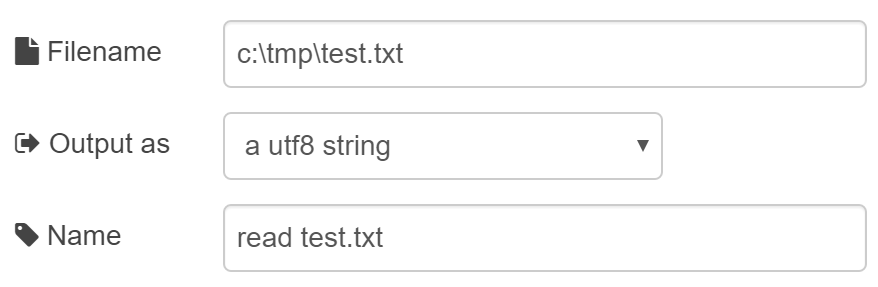 Filename c:\tmp\test.txt
Output as a utf8 string
Name read test.txt